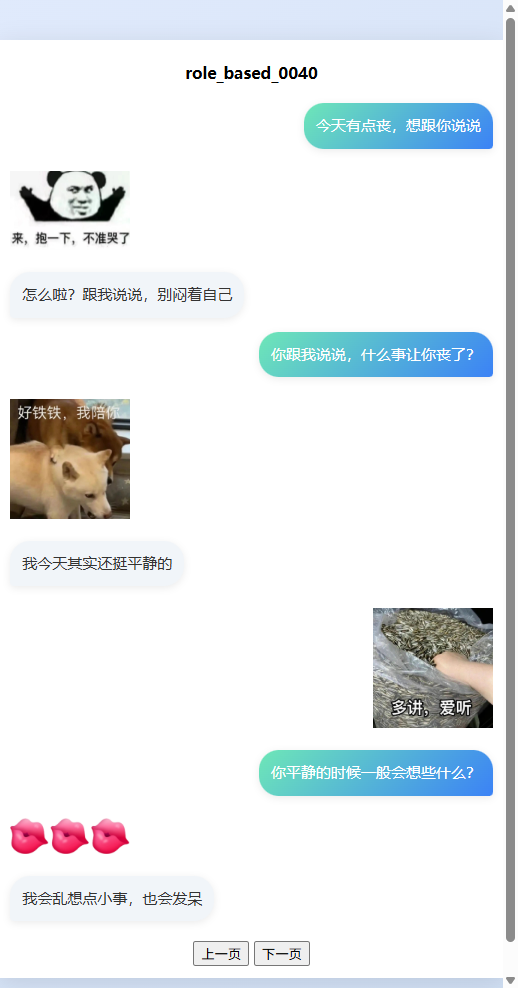 role_based_0040
今天有点丧，想跟你说说
来，抱一下，不准哭了
怎么啦？跟我说说，别闷着自己
你跟我说说，什么事让你丧了？
好铁铁，我陪你
我今天其实还挺平静的
多讲，爱听
你平静的时候一般会想些什么？
我会乱想点小事，也会发呆
上一页 下一页